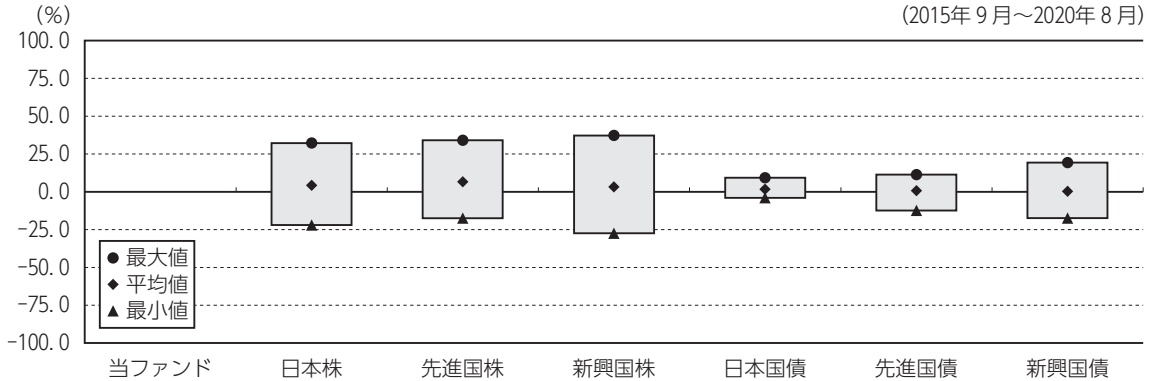 (%)
(2015年9月~2020年8月)
100.0
75.0
50.0
25.0
0.0
-25.0
-50.0
-75.0
-100.0
● 最大値
◆ 平均値
▲ 最小値
当ファンド 日本株 先進国株 新興国株 日本国債 先進国債 新興国債